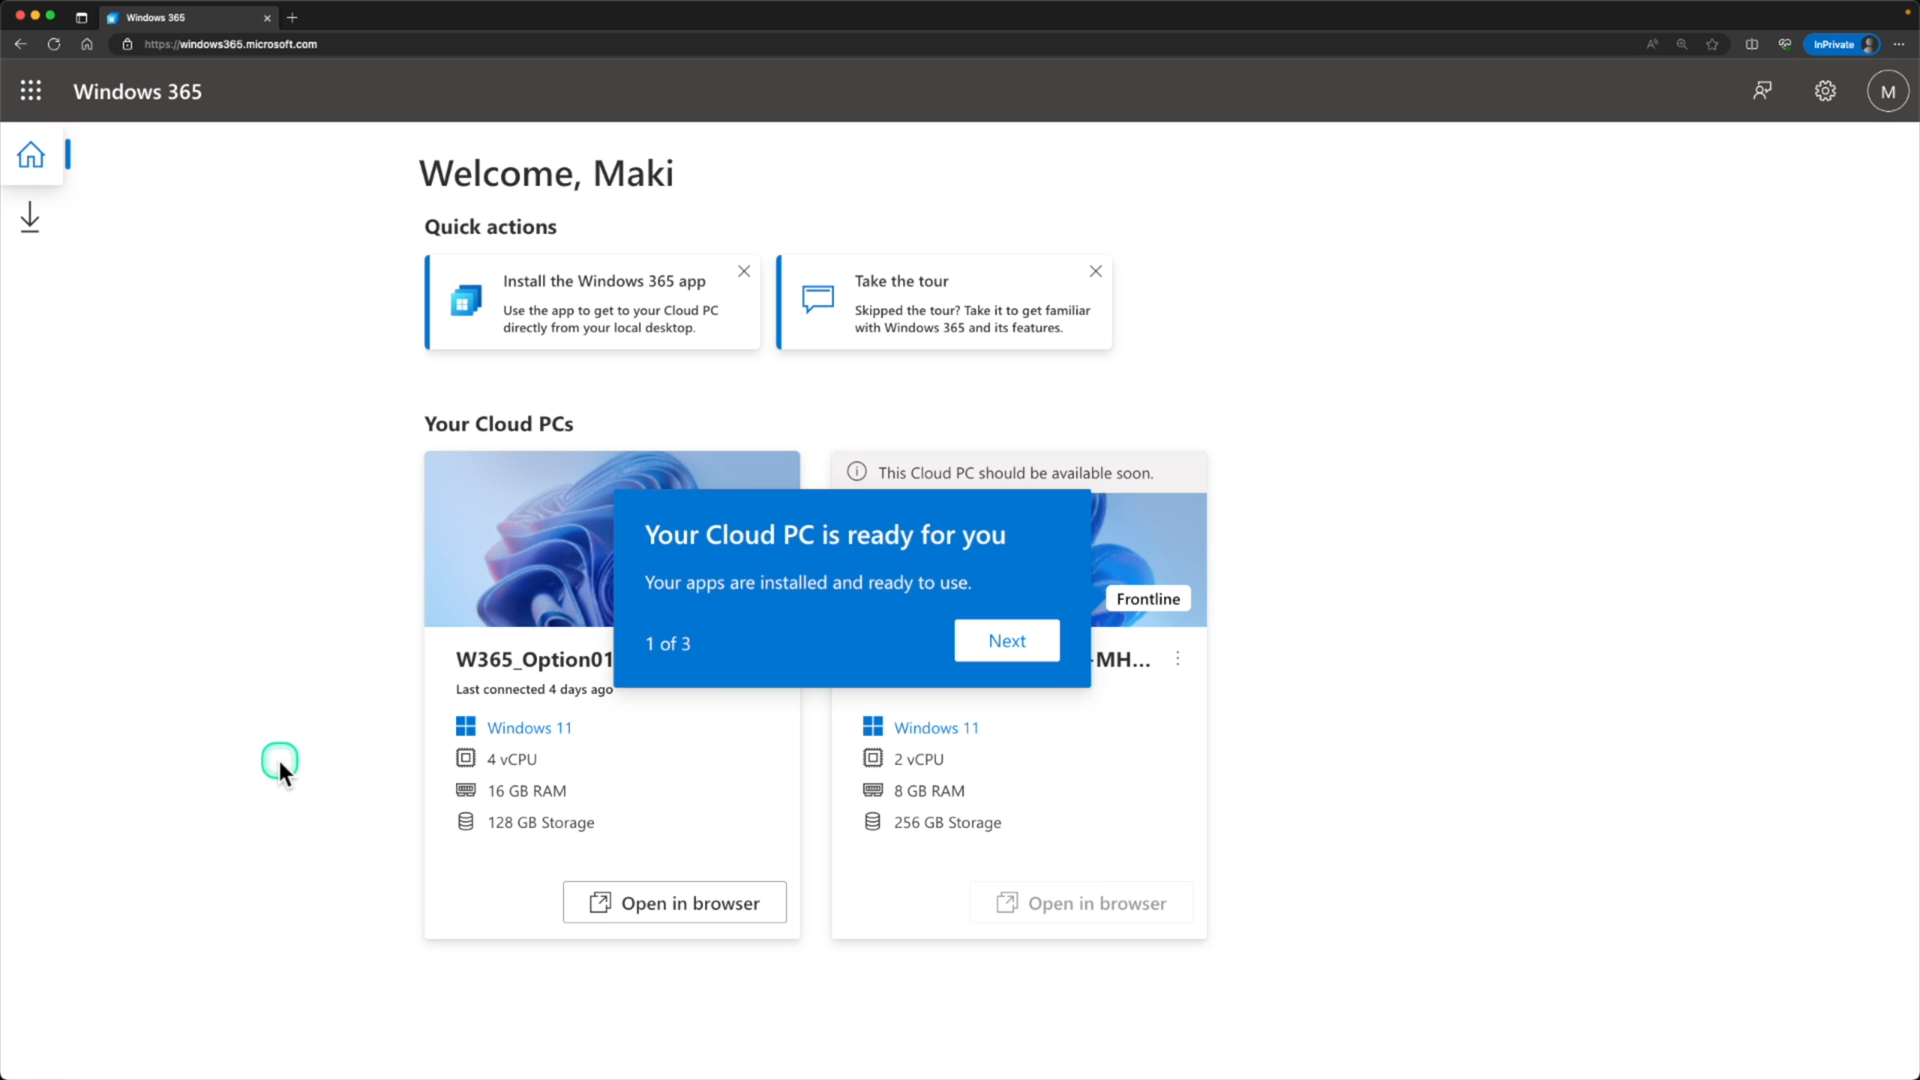 Windows 365
https://windows365.microsoft.com
InPrivate
Windows 365
M
Welcome, Maki
Quick actions
Install the Windows 365 app
Use the app to get to your Cloud PC
directly from your local desktop.
Take the tour
Skipped the tour? Take it to get familiar
with Windows 365 and its features.
Your Cloud PCs
This Cloud PC should be available soon.
Your Cloud PC is ready for you
Your apps are installed and ready to use.
1 of 3
Next
Frontline
W365_Option01
Last connected 4 days ago
Windows 11
4 vCPU
16 GB RAM
128 GB Storage
Open in browser
-MH...
Windows 11
2 vCPU
8 GB RAM
256 GB Storage
Open in browser